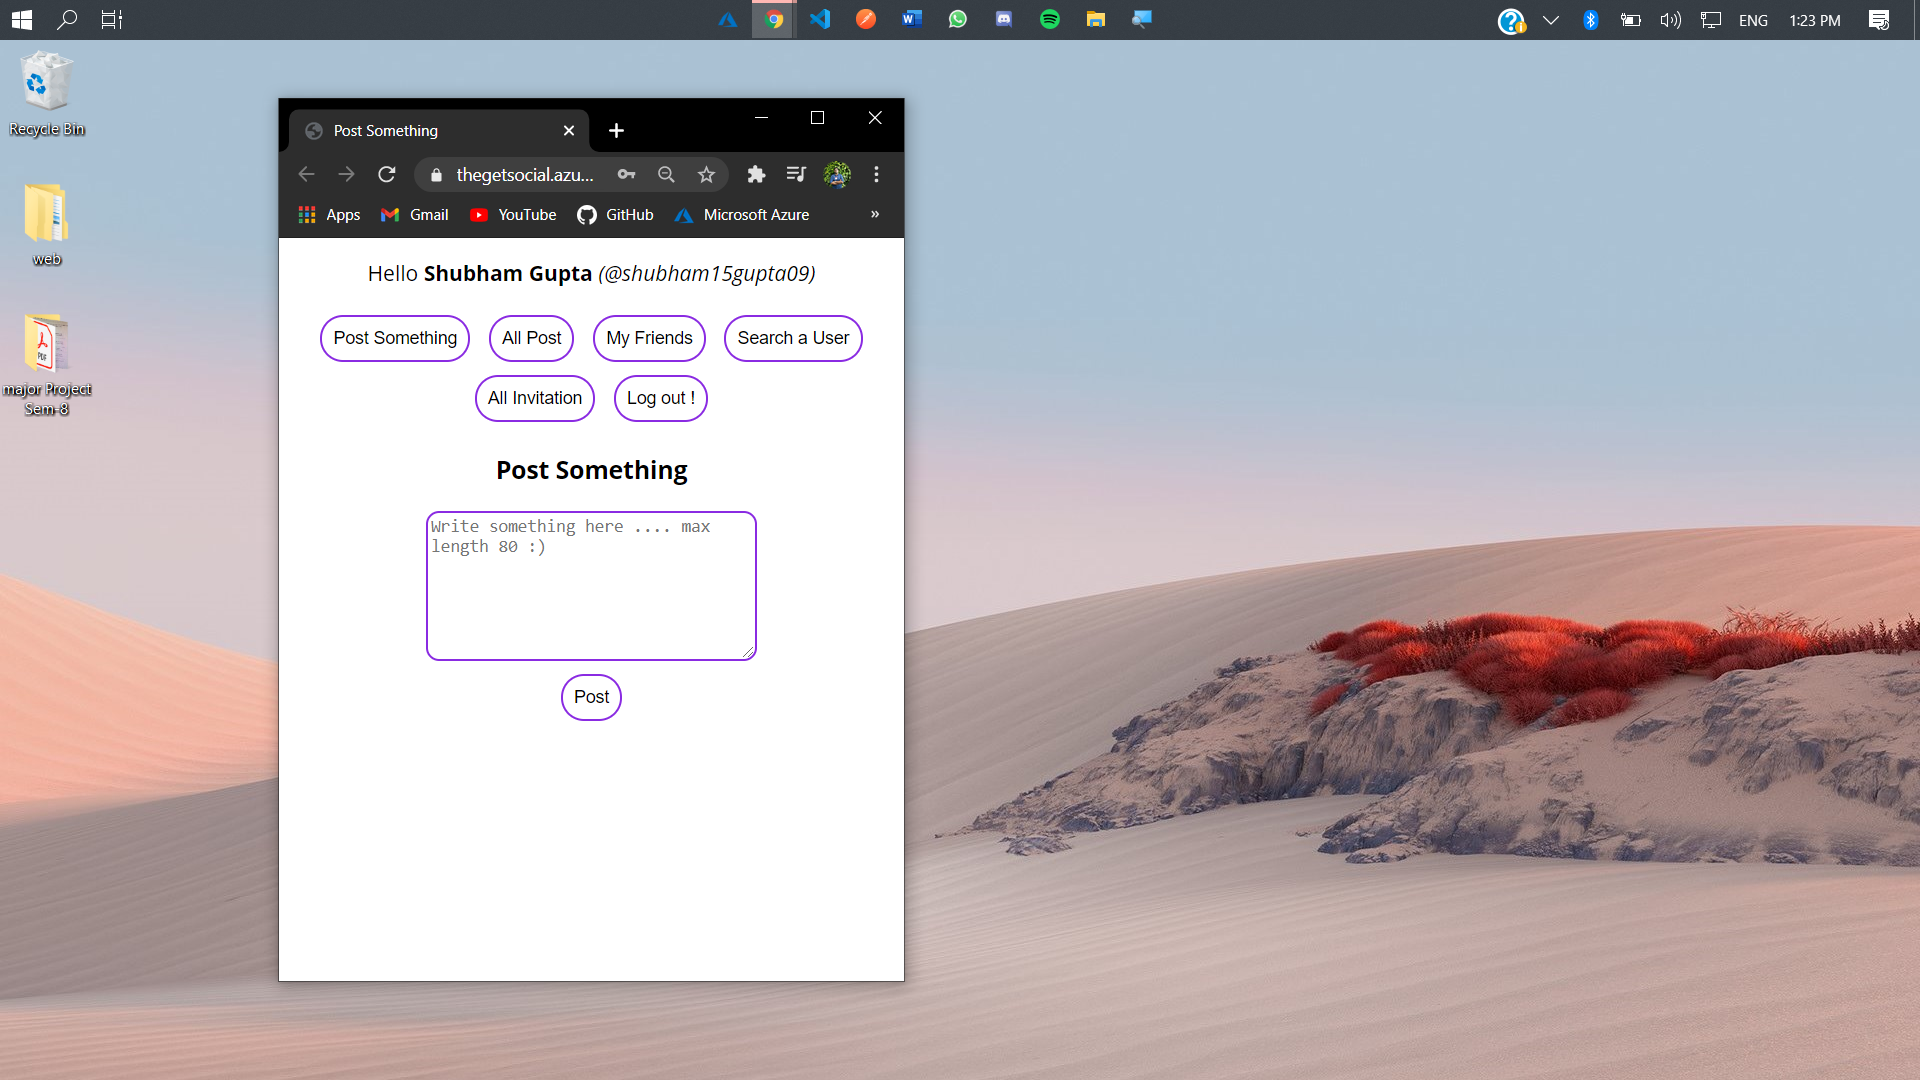 ENG 1:23 PM
Recycle Bin
web
PDF
major Project
Sem-8
Post Something
thegetsocial.azu...
Apps Gmail YouTube GitHub Microsoft Azure »
Hello Shubham Gupta (@shubham15gupta09)
Post Something All Post My Friends Search a User
All Invitation Log out !
Post Something
Write something here .... max
length 80 :)
Post